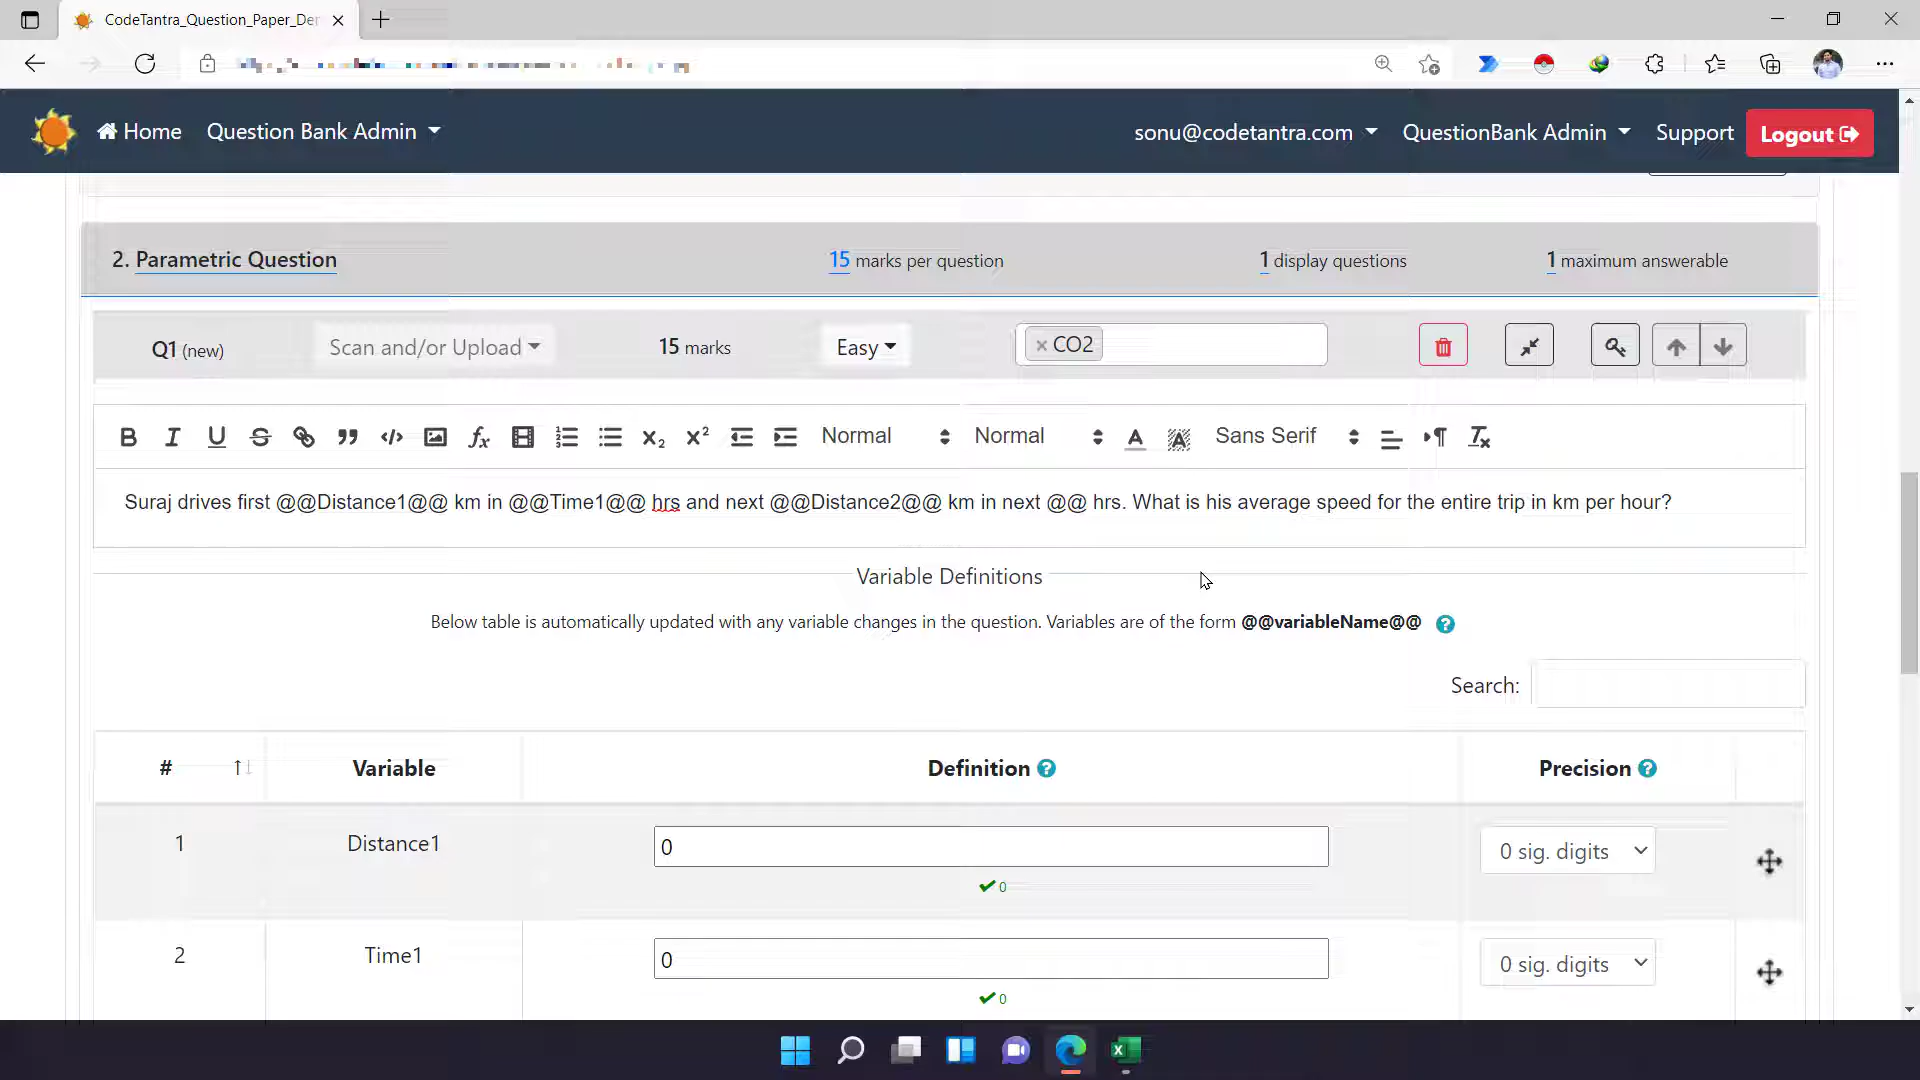 CodeTantra_Question_Paper_Der
Home
Question Bank Admin
sonu@codetantra.com
QuestionBank Admin
Support
Logout
2. Parametric Question
15 marks per question
1 display questions
1 maximum answerable
Q1 (new)
Scan and/or Upload
15 marks
Easy
× CO2
Normal
Normal
Sans Serif
Suraj drives first @@Distance1@@ km in @@Time1@@ hrs and next @@Distance2@@ km in next @@ hrs. What is his average speed for the entire trip in km per hour?
Variable Definitions
Below table is automatically updated with any variable changes in the question. Variables are of the form @@variableName@@
Search:
#
Variable
Definition
Precision
1
Distance1
0
0 sig. digits
0
2
Time1
0
0 sig. digits
0